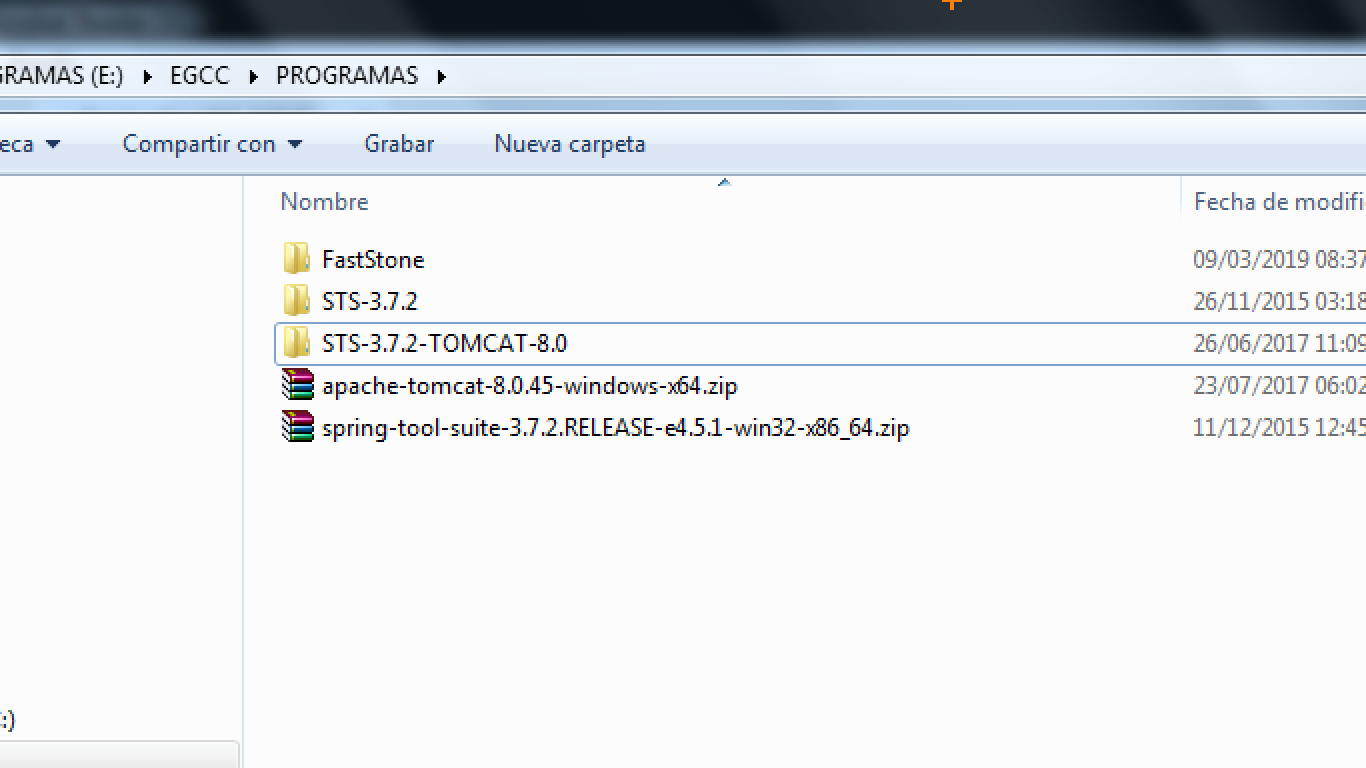 GRAMAS (E:) ▸ EGCC ▸ PROGRAMAS ▸
eca Compartir con Grabar Nueva carpeta
Nombre Fecha de modifi
FastStone 09/03/2019 08:37
STS-3.7.2 26/11/2015 03:18
STS-3.7.2-TOMCAT-8.0 26/06/2017 11:09
apache-tomcat-8.0.45-windows-x64.zip 23/07/2017 06:02
spring-tool-suite-3.7.2.RELEASE-e4.5.1-win32-x86_64.zip 11/12/2015 12:45
:)